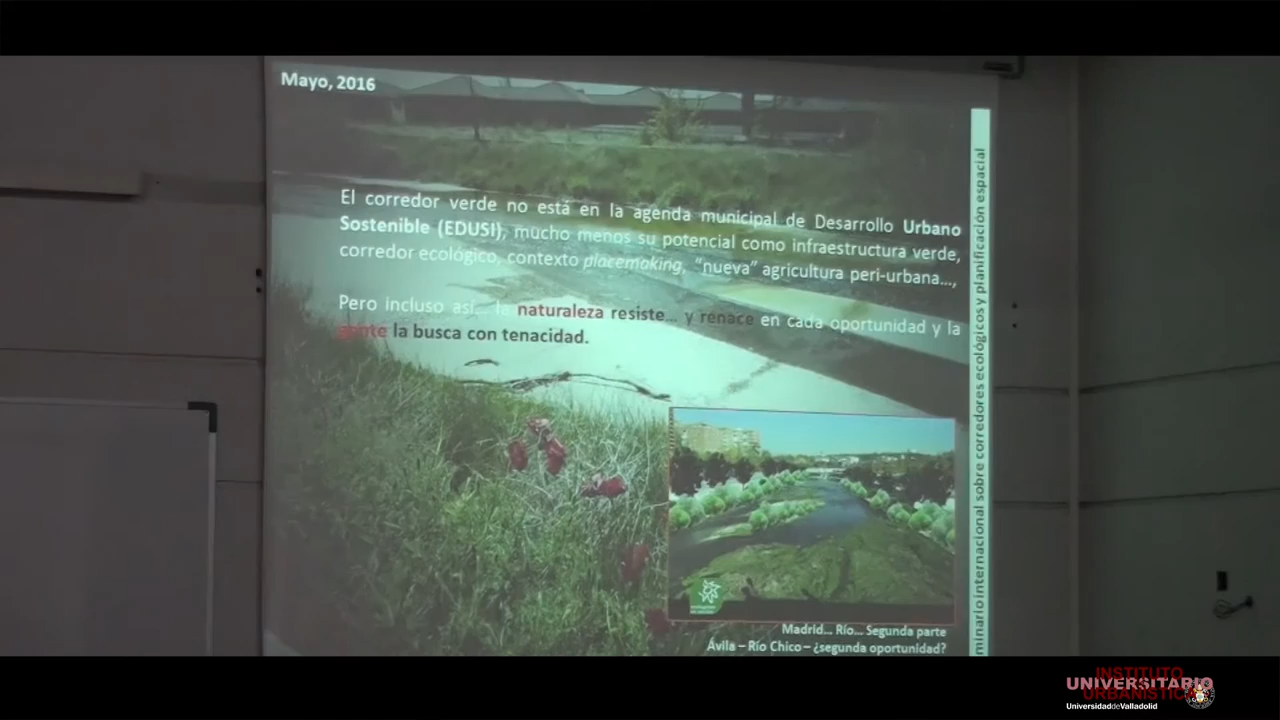 Mayo, 2016
El corredor verde no está en la agenda municipal de Desarrollo Urbano
Sostenible (EDUSI), mucho menos su potencial como infraestructura verde,
corredor ecológico, contexto placemaking, "nueva" agricultura peri-urbana...,
Pero incluso así... la naturaleza resiste... y renace en cada oportunidad y la
gente la busca con tenacidad.
Madrid... Río... Segunda parte
Ávila – Río Chico – ¿segunda oportunidad?
minario internacional sobre corredores ecológicos y planificación espacial
INSTITUTO
UNIVERSITARIO
URBANÍSTICA
UniversidaddeValladolid